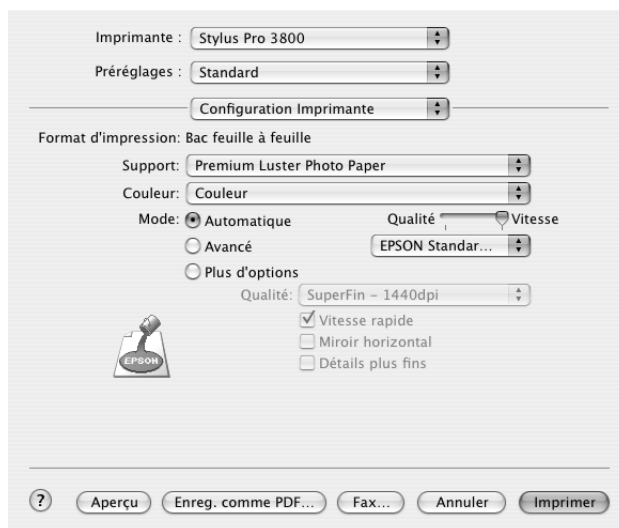 Imprimante : Stylus Pro 3800
Préréglages : Standard
Configuration Imprimante
Format d'impression: Bac feuille à feuille
Support: Premium Luster Photo Paper
Couleur: Couleur
Mode: Automatique Qualité Vitesse
Avancé EPSON Standar...
Plus d'options
Qualité: SuperFin – 1440dpi
Vitesse rapide
Miroir horizontal
Détails plus fins
EPSON
? Aperçu Enreg. comme PDF... Fax... Annuler Imprimer